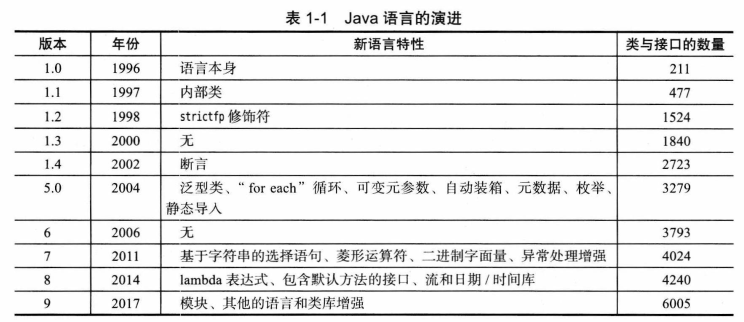 表 1-1 Java 语言的演进
版本 年份 新语言特性 类与接口的数量
1.0 1996 语言本身 211
1.1 1997 内部类 477
1.2 1998 strictfp 修饰符 1524
1.3 2000 无 1840
1.4 2002 断言 2723
5.0 2004 泛型类、“for each”循环、可变元参数、自动装箱、元数据、枚举、 3279
静态导入
6 2006 无 3793
7 2011 基于字符串的选择语句、菱形运算符、二进制字面量、异常处理增强 4024
8 2014 lambda 表达式、包含默认方法的接口、流和日期 / 时间库 4240
9 2017 模块、其他的语言和类库增强 6005